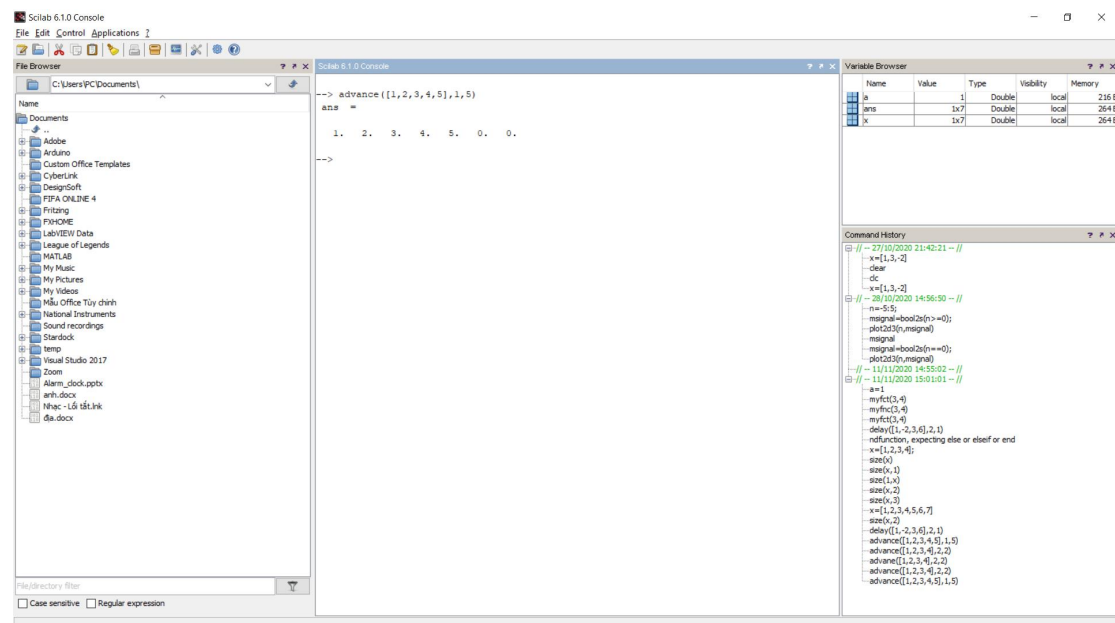 Scilab 6.1.0 Console
File Edit Control Applications ?
File Browser
C:\Users\PC\Documents\
Name
Documents
..
Adobe
Arduino
Custom Office Templates
CyberLink
DesignSoft
FIFA ONLINE 4
Fritzing
FXHOME
LabVIEW Data
League of Legends
MATLAB
My Music
My Pictures
My Videos
Mẫu Office Tùy chỉnh
National Instruments
Sound recordings
Stardock
temp
Visual Studio 2017
Zoom
Alarm_clock.pptx
anh.docx
Nhạc - Lối tắt.lnk
địa.docx
File/directory filter
Case sensitive Regular expression
Scilab 6.1.0 Console
--> advance([1,2,3,4,5],1,5)
ans =
1. 2. 3. 4. 5. 0. 0.
-->
Variable Browser
Name Value Type Visibility Memory
a 1 Double local 216 B
ans 1x7 Double local 264 B
x 1x7 Double local 264 B
Command History
// -- 27/10/2020 21:42:21 -- //
x=[1,3,-2]
clear
clc
x=[1,3,-2]
// -- 28/10/2020 14:56:50 -- //
n=-5:5;
msignal=bool2s(n>=0);
plot2d3(n,msignal)
msignal
msignal=bool2s(n==0);
plot2d3(n,msignal)
// -- 11/11/2020 14:55:02 -- //
// -- 11/11/2020 15:01:01 -- //
a=1
myfct(3,4)
myfnc(3,4)
myfct(3,4)
delay([1,-2,3,6],2,1)
ndfunction, expecting else or elseif or end
x=[1,2,3,4];
size(x)
size(x,1)
size(1,x)
size(x,2)
size(x,3)
x=[1,2,3,4,5,6,7]
size(x,2)
delay([1,-2,3,6],2,1)
advance([1,2,3,4,5],1,5)
advance([1,2,3,4],2,2)
advane([1,2,3,4],2,2)
advance([1,2,3,4],2,2)
advance([1,2,3,4,5],1,5)